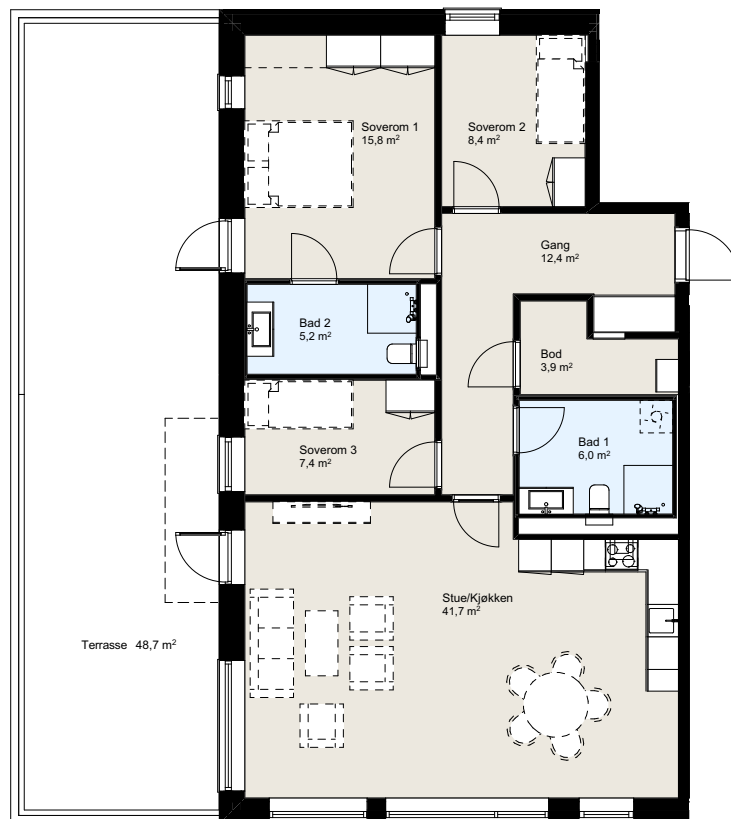 Soverom 1
15,8 m²
Soverom 2
8,4 m²
Gang
12,4 m²
Bad 2
5,2 m²
Bod
3,9 m²
Soverom 3
7,4 m²
Bad 1
6,0 m²
Stue/Kjøkken
41,7 m²
Terrasse 48,7 m²